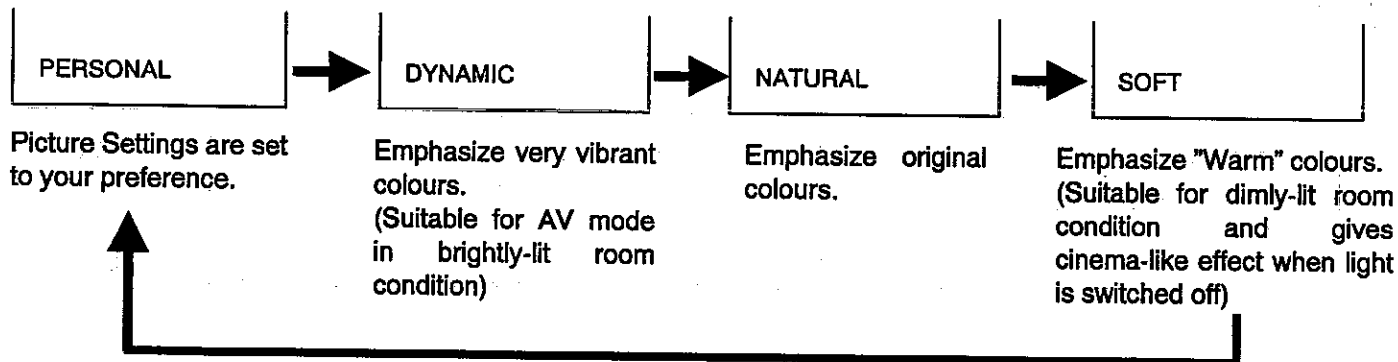 PERSONAL
DYNAMIC
NATURAL
SOFT
Picture Settings are set
to your preference.
Emphasize very vibrant
colours.
(Suitable for AV mode
in brightly-lit room
condition)
Emphasize original
colours.
Emphasize "Warm" colours.
(Suitable for dimly-lit room
condition and gives
cinema-like effect when light
is switched off)